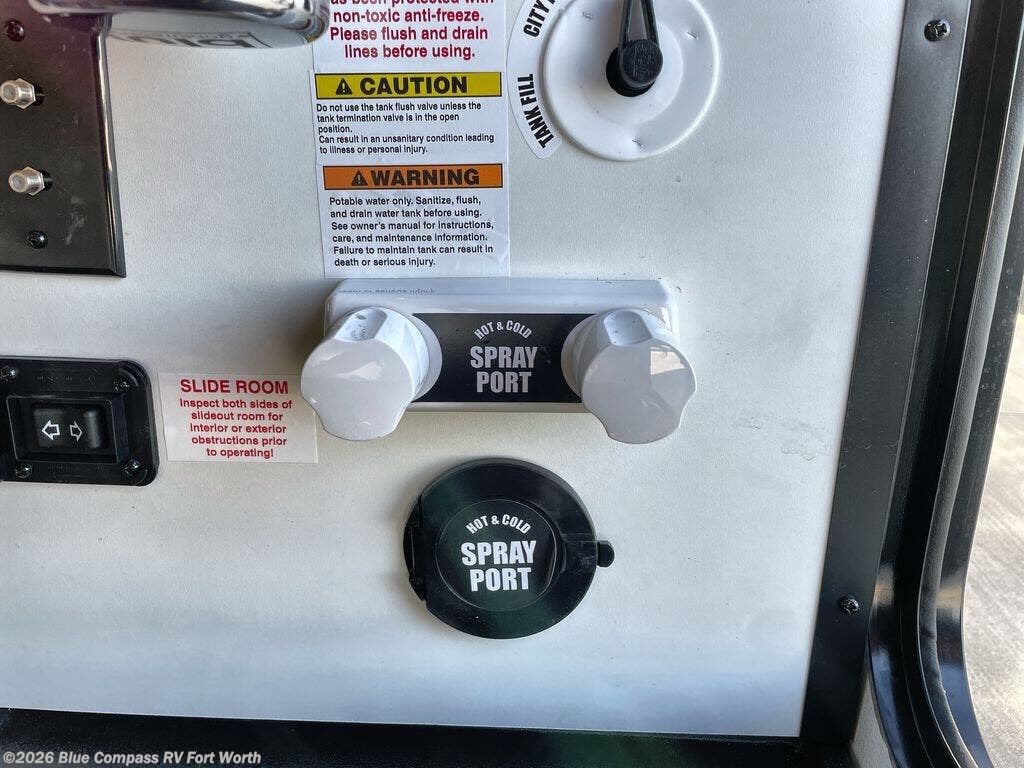 as been protected with
non-toxic anti-freeze.
Please flush and drain
lines before using.
CITY
TANK FILL
CAUTION
Do not use the tank flush valve unless the
tank termination valve is in the open
position.
Can result in an unsanitary condition leading
to illness or personal injury.
WARNING
Potable water only. Sanitize, flush,
and drain water tank before using.
See owner's manual for instructions,
care, and maintenance information.
Failure to maintain tank can result in
death or serious injury.
HOT & COLD
SPRAY
PORT
SLIDE ROOM
Inspect both sides of
slideout room for
interior or exterior
obstructions prior
to operating!
HOT & COLD
SPRAY
PORT
©2026 Blue Compass RV Fort Worth